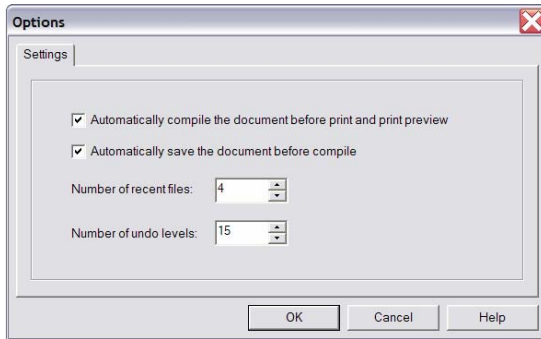 Options
Settings
Automatically compile the document before print and print preview
Automatically save the document before compile
Number of recent files: 4
Number of undo levels: 15
OK Cancel Help